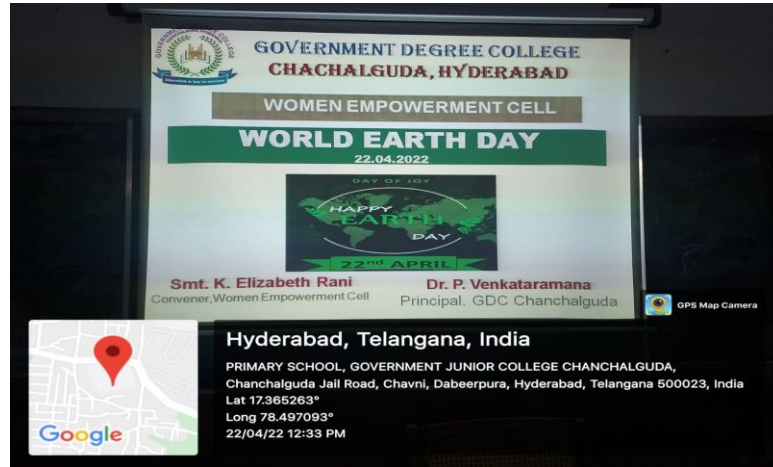 GOVERNMENT DEGREE COLLEGE
CHACHALGUDA, HYDERABAD
WOMEN EMPOWERMENT CELL
WORLD EARTH DAY
22.04.2022
DAY OF JOY
HAPPY
EARTH
DAY
22nd APRIL
Smt. K. Elizabeth Rani
Convener,Women Empowerment Cell
Dr. P. Venkataramana
Principal, GDC Chanchalguda
GPS Map Camera
Hyderabad, Telangana, India
PRIMARY SCHOOL, GOVERNMENT JUNIOR COLLEGE CHANCHALGUDA,
Chanchalguda Jail Road, Chavni, Dabeerpura, Hyderabad, Telangana 500023, India
Lat 17.365263°
Long 78.497093°
22/04/22 12:33 PM
Google